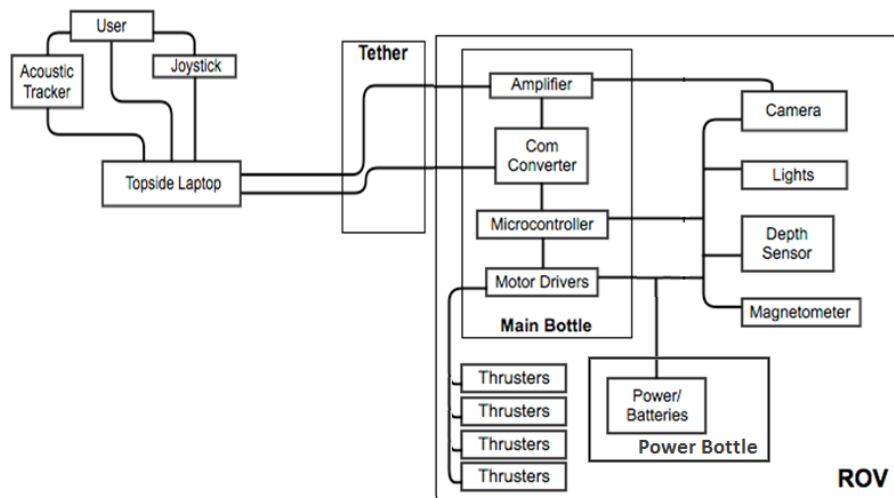 User
Acoustic
Tracker
Joystick
Topside Laptop
Tether
Amplifier
Com
Converter
Microcontroller
Motor Drivers
Main Bottle
Camera
Lights
Depth
Sensor
Magnetometer
Thrusters
Thrusters
Thrusters
Thrusters
Power/
Batteries
Power Bottle
ROV